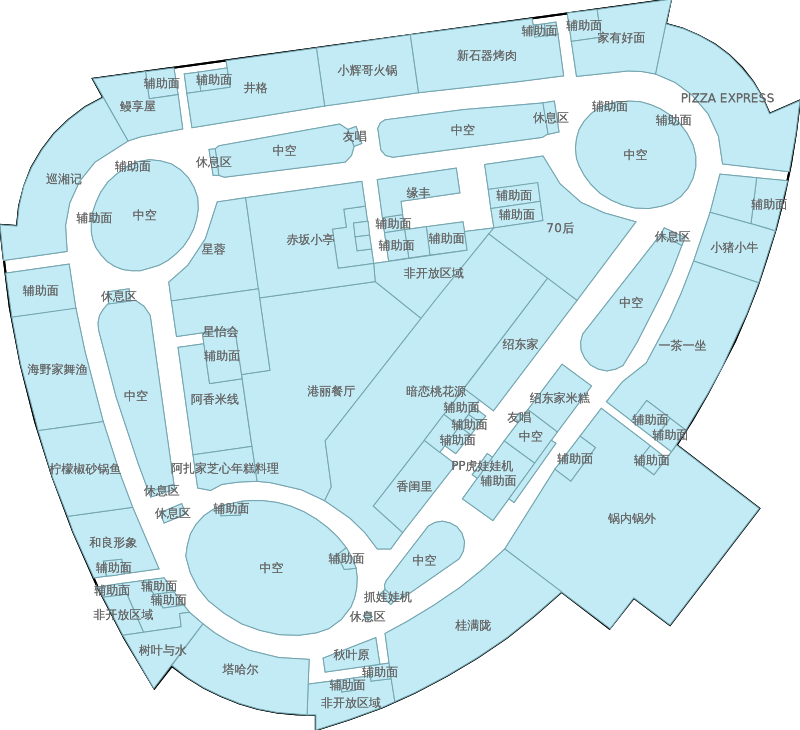 辅助面
辅助面
家有好面
新石器烤肉
小辉哥火锅
辅助面
辅助面
井格
PIZZA EXPRESS
鳗享屋
辅助面
辅助面
休息区
友唱
中空
中空
休息区
中空
巡湘记
辅助面
缘丰
辅助面
辅助面
辅助面
中空
辅助面
辅助面
辅助面
70后
休息区
赤坂小亭
辅助面
辅助面
小猪小牛
星蓉
非开放区域
辅助面
休息区
中空
星怡会
辅助面
绍东家
一茶一坐
海野家舞渔
中空
阿香米线
港丽餐厅
暗恋桃花源
绍东家米糕
辅助面
友唱
辅助面
辅助面
中空
辅助面
辅助面
柠檬椒砂锅鱼
阿扎家芝心年糕料理
PP虎娃娃机
辅助面
辅助面
休息区
香闺里
辅助面
休息区
辅助面
锅内锅外
和良形象
辅助面
中空
辅助面
中空
辅助面
辅助面
辅助面
抓娃娃机
非开放区域
休息区
桂满陇
树叶与水
秋叶原
塔哈尔
辅助面
辅助面
非开放区域